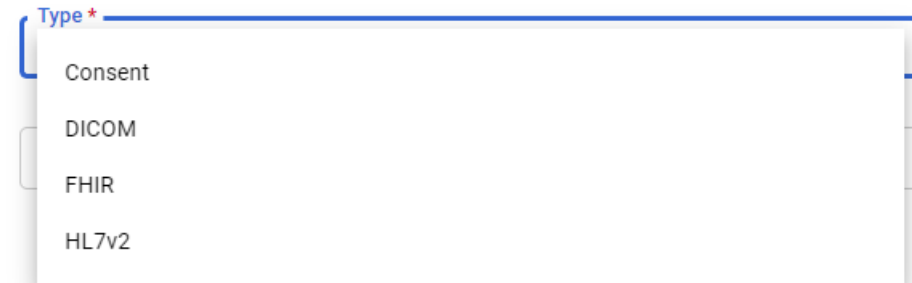 Type *
Consent
DICOM
FHIR
HL7v2